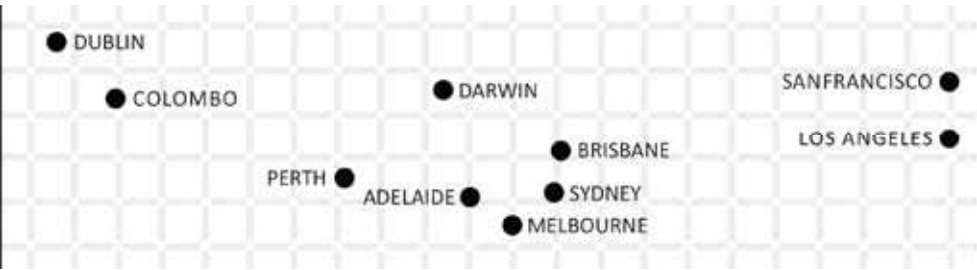 DUBLIN
SANFRANCISCO
DARWIN
COLOMBO
LOS ANGELES
BRISBANE
PERTH
SYDNEY
ADELAIDE
MELBOURNE